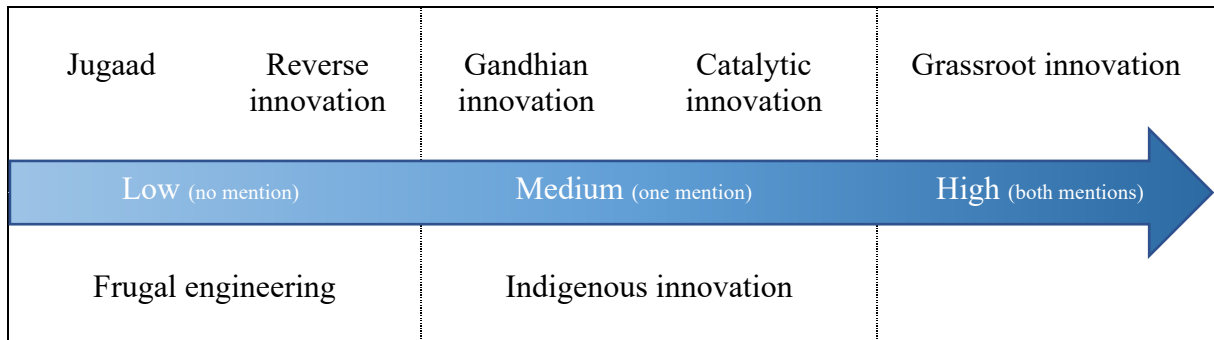 Jugaad
Reverse
innovation
Gandhian
innovation
Catalytic
innovation
Grassroot innovation
Low (no mention)
Medium (one mention)
High (both mentions)
Frugal engineering
Indigenous innovation